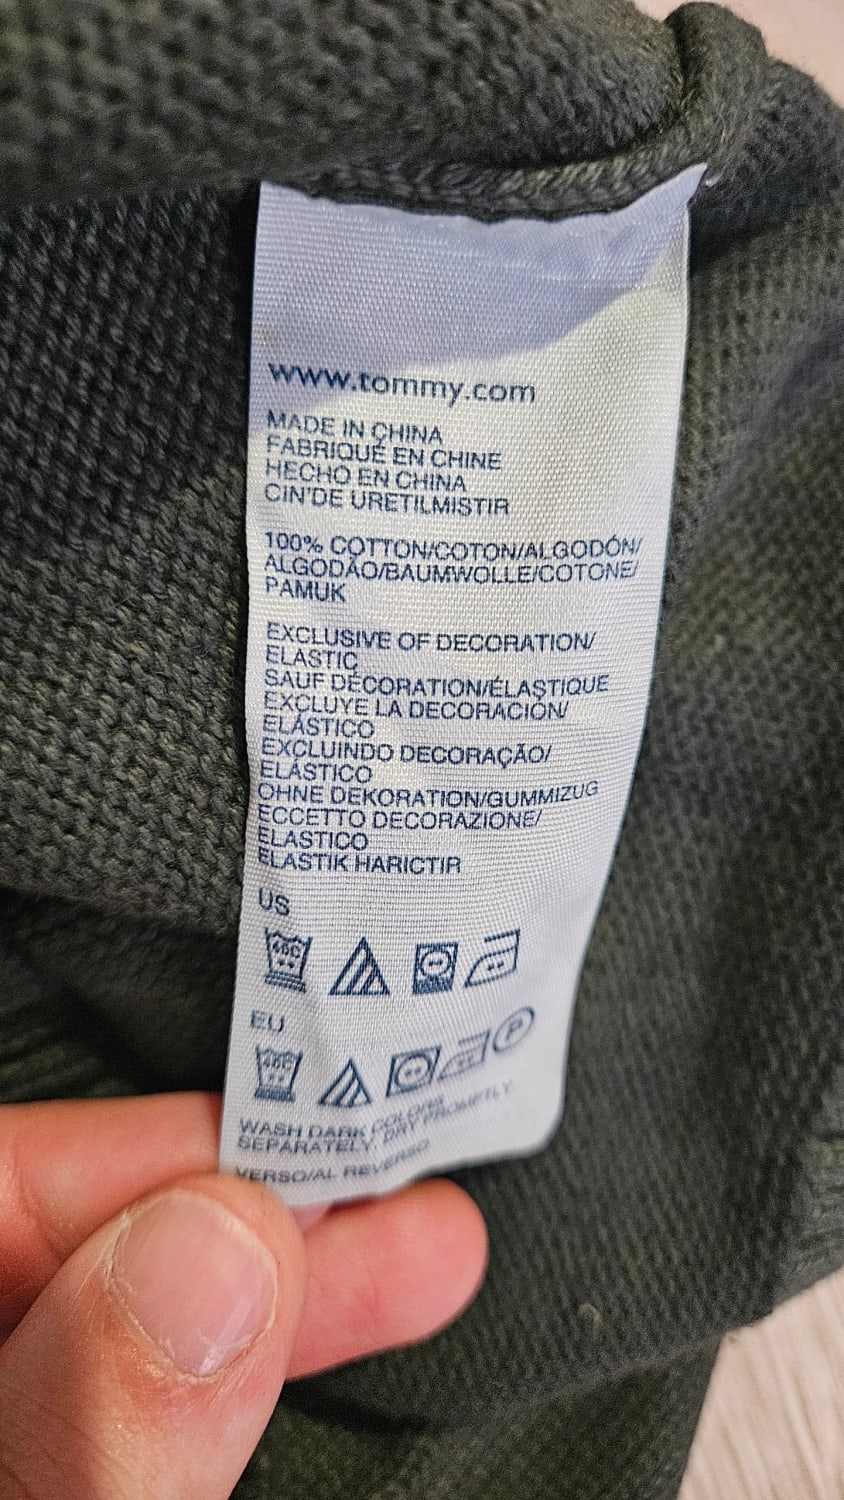 www.tommy.com
MADE IN CHINA
FABRIQUÉ EN CHINE
HECHO EN CHINA
CIN'DE URETILMISTIR
100% COTTON/COTON/ALGODÓN/
ALGODÃO/BAUMWOLLE/COTONE/
PAMUK
EXCLUSIVE OF DECORATION/
ELASTIC
SAUF DÉCORATION/ÉLASTIQUE
EXCLUYE LA DECORACIÓN/
ELÁSTICO
EXCLUINDO DECORAÇÃO/
ELÁSTICO
OHNE DEKORATION/GUMMIZUG
ECCETTO DECORAZIONE/
ELASTICO
ELASTIK HARICTIR
US
40C
EU
40C
P
WASH DARK COLORS
SEPARATELY. DRY PROMPTLY.
VERSO/AL REVERSO